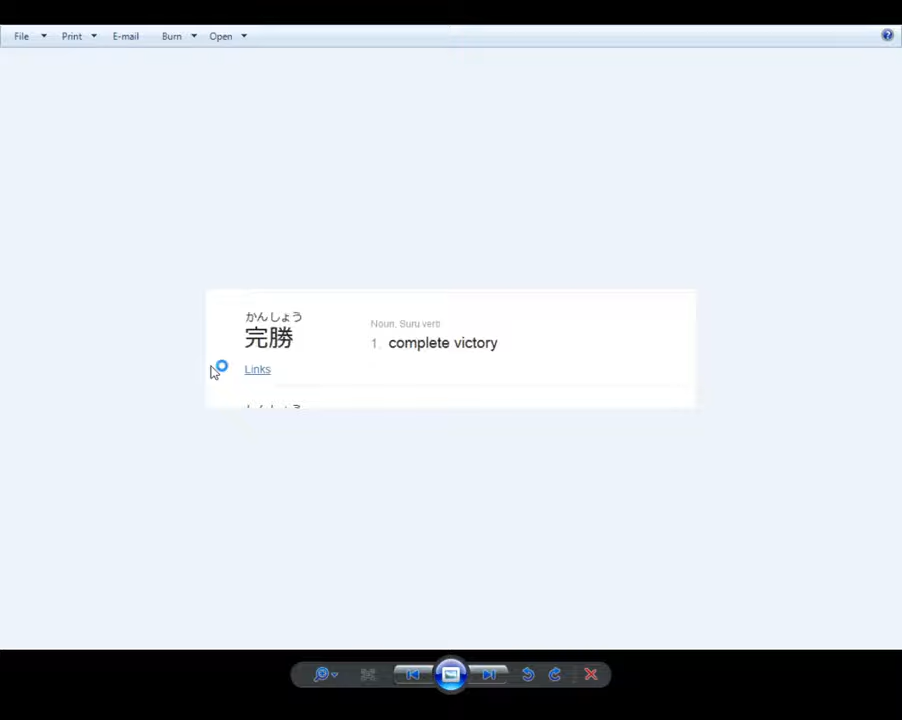 File Print E-mail Burn Open
かんしょう
完勝
Noun, Suru verb
1. complete victory
Links